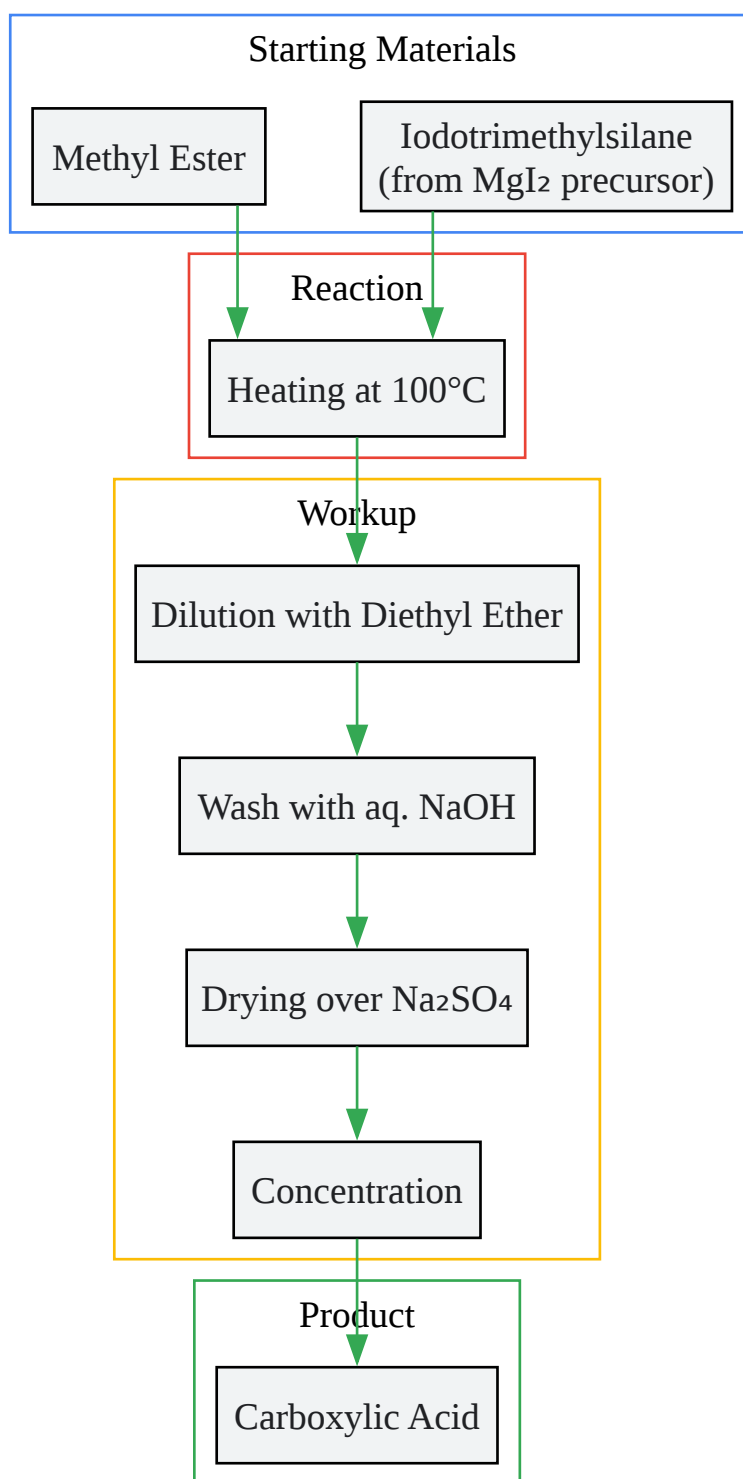 Starting Materials
Methyl Ester
Iodotrimethylsilane
(from MgI₂ precursor)
Reaction
Heating at 100°C
Workup
Dilution with Diethyl Ether
Wash with aq. NaOH
Drying over Na₂SO₄
Concentration
Product
Carboxylic Acid